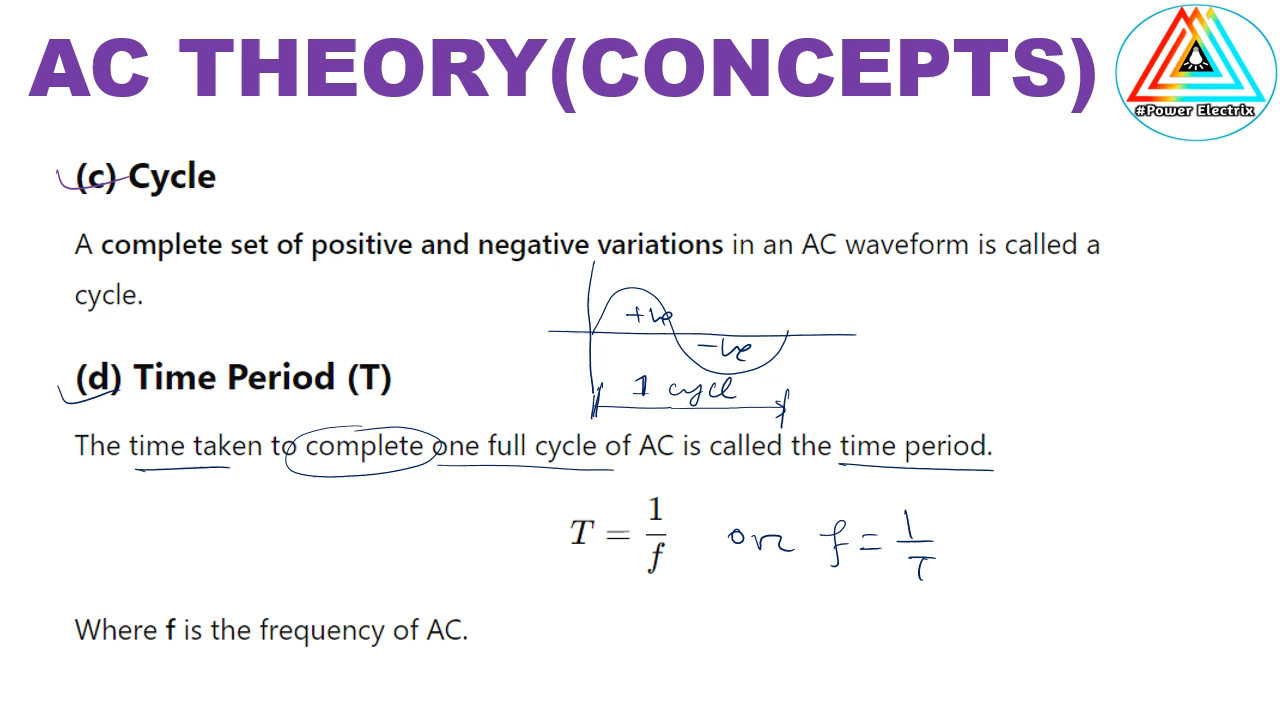 AC THEORY(CONCEPTS)
#Power Electrix
(c) Cycle
A complete set of positive and negative variations in an AC waveform is called a
cycle.
+ve
-ve
1 cycl
(d) Time Period (T)
The time taken to complete one full cycle of AC is called the time period.
T = 1/f or f = 1/T
Where f is the frequency of AC.